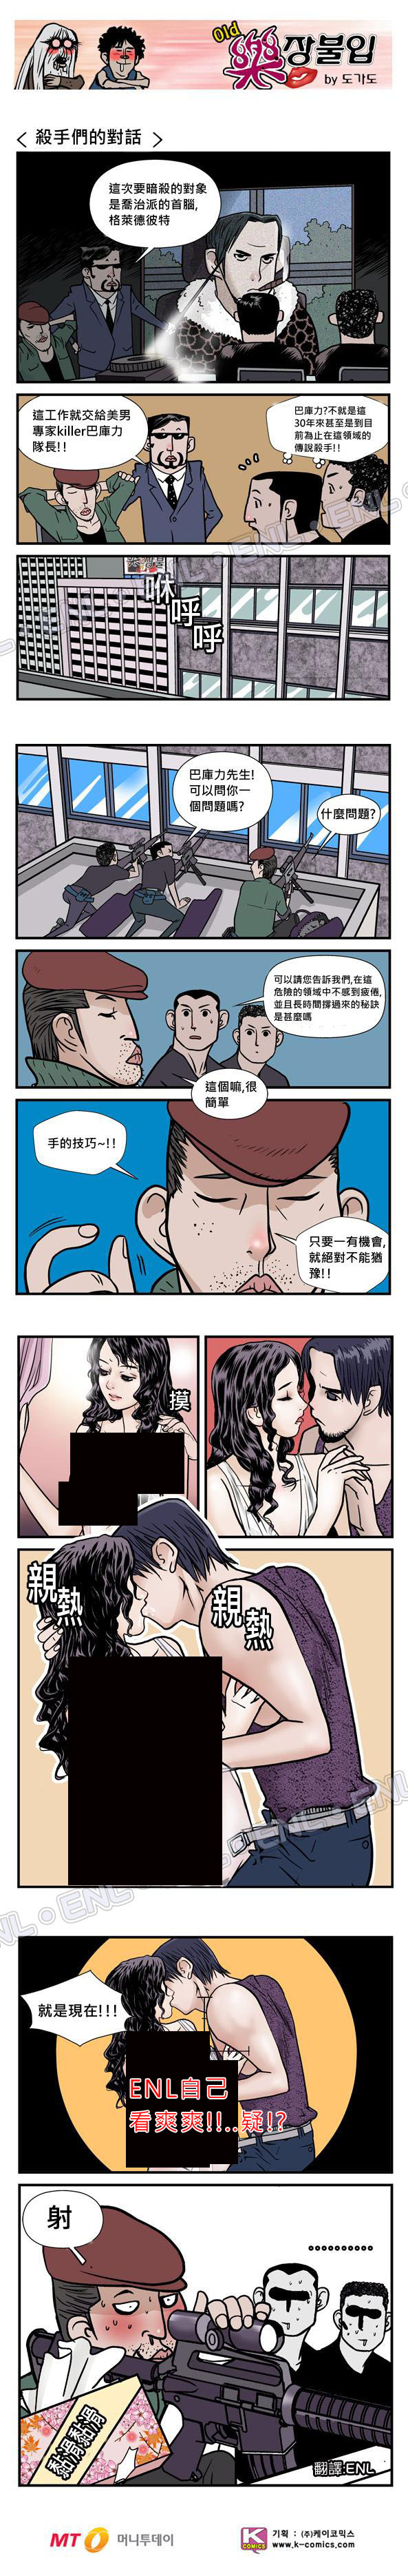 Old
樂장불입
by 도가도
< 殺手們的對話 >
這次要暗殺的對象
是喬治派的首腦,
格萊德彼特
這工作就交給美男
專家killer巴庫力
隊長!!
巴庫力?不就是這
30年來甚至是到目
前為止在這領域的
傳說殺手!!
咻
呼
呼
巴庫力先生!
可以問你一
個問題嗎?
什麼問題?
可以請您告訴我們,在這
危險的領域中不感到疲倦,
並且長時間撐過來的秘訣
是甚麼嗎
這個嘛,很
簡單
手的技巧~!!
只要一有機會,
就絕對不能猶
豫!!
摸
親
熱
親
熱
ENL
ENL
就是現在!!!
ENL自己
看爽爽!!..疑!?
射
..........
黏滑黏滑
翻譯:ENL
MT 머니투데이
K COMICS
기획 : (주)케이코믹스
www.k-comics.com